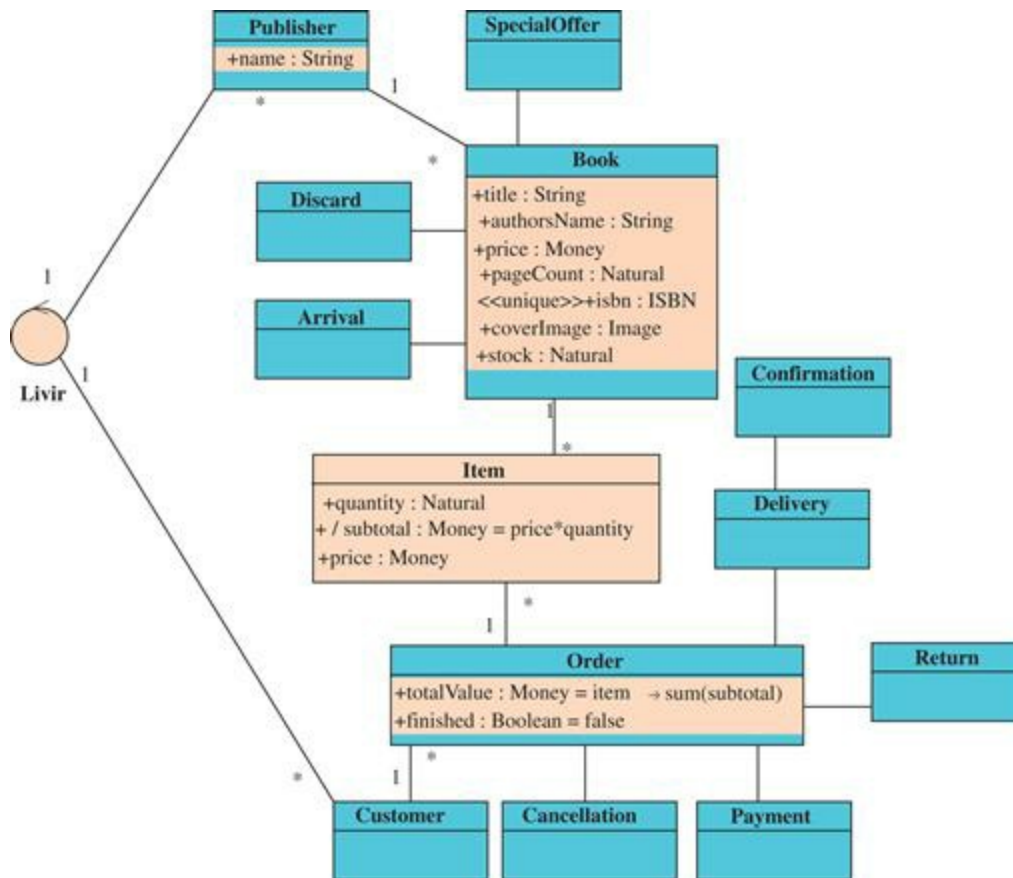 Publisher
+name : String
SpecialOffer
1
*
*
Book
+title : String
+authorsName : String
+price : Money
+pageCount : Natural
<<unique>>+isbn : ISBN
+coverImage : Image
+stock : Natural
Discard
Arrival
1
Livir
1
Confirmation
1
*
Item
+quantity : Natural
+ / subtotal : Money = price*quantity
+price : Money
Delivery
*
1
Order
+totalValue : Money = item → sum(subtotal)
+finished : Boolean = false
Return
*
1
*
Customer
Cancellation
Payment